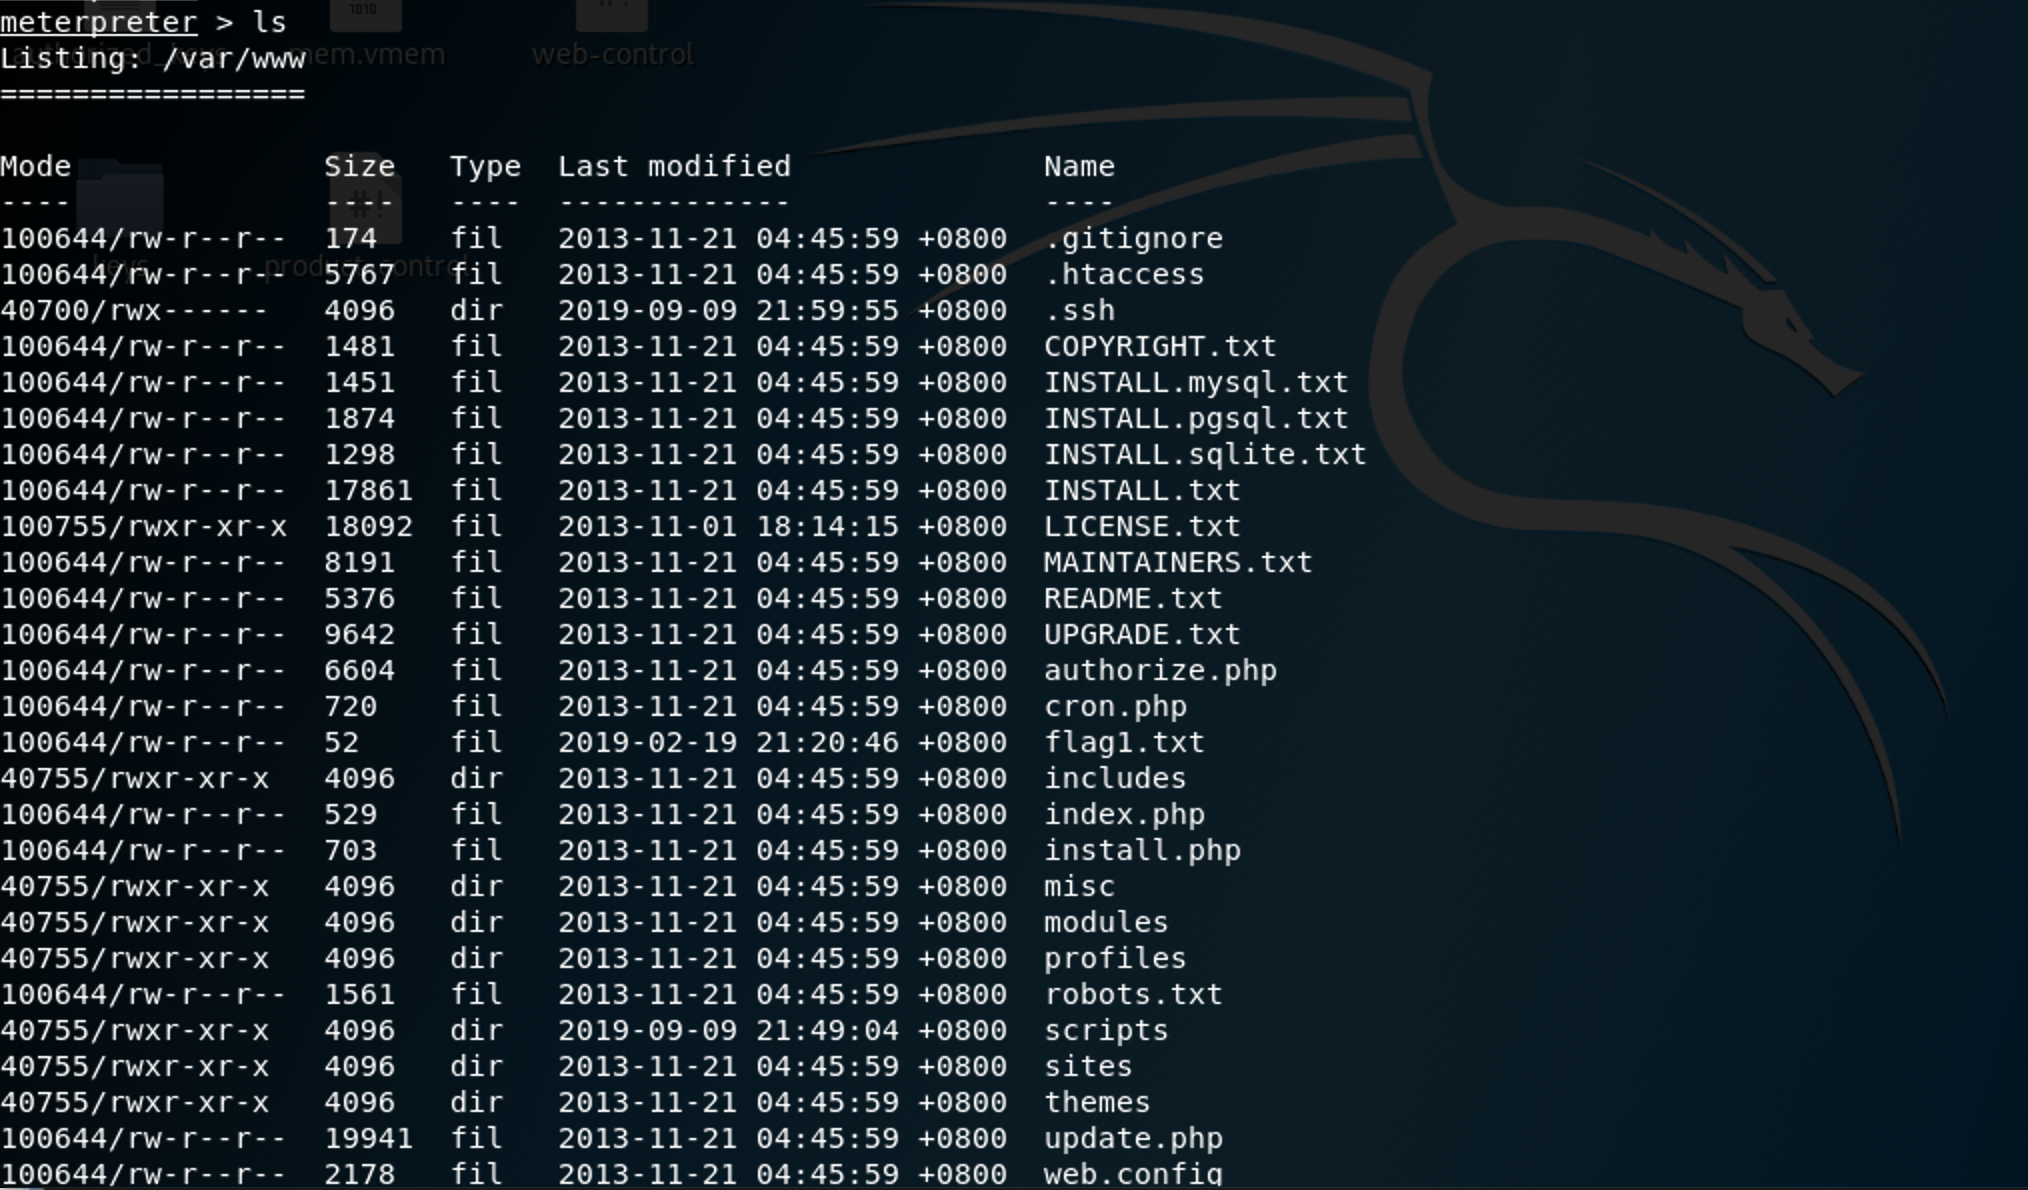 meterpreter > ls
Listing: /var/www
=================
authorized_keys mem.vmem web-control
Mode Size Type Last modified Name
---- ---- ---- ------------- ----
100644/rw-r--r-- 174 fil 2013-11-21 04:45:59 +0800 .gitignore
keys product_control
100644/rw-r--r-- 5767 fil 2013-11-21 04:45:59 +0800 .htaccess
40700/rwx------ 4096 dir 2019-09-09 21:59:55 +0800 .ssh
100644/rw-r--r-- 1481 fil 2013-11-21 04:45:59 +0800 COPYRIGHT.txt
100644/rw-r--r-- 1451 fil 2013-11-21 04:45:59 +0800 INSTALL.mysql.txt
100644/rw-r--r-- 1874 fil 2013-11-21 04:45:59 +0800 INSTALL.pgsql.txt
100644/rw-r--r-- 1298 fil 2013-11-21 04:45:59 +0800 INSTALL.sqlite.txt
100644/rw-r--r-- 17861 fil 2013-11-21 04:45:59 +0800 INSTALL.txt
100755/rwxr-xr-x 18092 fil 2013-11-01 18:14:15 +0800 LICENSE.txt
100644/rw-r--r-- 8191 fil 2013-11-21 04:45:59 +0800 MAINTAINERS.txt
100644/rw-r--r-- 5376 fil 2013-11-21 04:45:59 +0800 README.txt
100644/rw-r--r-- 9642 fil 2013-11-21 04:45:59 +0800 UPGRADE.txt
100644/rw-r--r-- 6604 fil 2013-11-21 04:45:59 +0800 authorize.php
100644/rw-r--r-- 720 fil 2013-11-21 04:45:59 +0800 cron.php
100644/rw-r--r-- 52 fil 2019-02-19 21:20:46 +0800 flag1.txt
40755/rwxr-xr-x 4096 dir 2013-11-21 04:45:59 +0800 includes
100644/rw-r--r-- 529 fil 2013-11-21 04:45:59 +0800 index.php
100644/rw-r--r-- 703 fil 2013-11-21 04:45:59 +0800 install.php
40755/rwxr-xr-x 4096 dir 2013-11-21 04:45:59 +0800 misc
40755/rwxr-xr-x 4096 dir 2013-11-21 04:45:59 +0800 modules
40755/rwxr-xr-x 4096 dir 2013-11-21 04:45:59 +0800 profiles
100644/rw-r--r-- 1561 fil 2013-11-21 04:45:59 +0800 robots.txt
40755/rwxr-xr-x 4096 dir 2019-09-09 21:49:04 +0800 scripts
40755/rwxr-xr-x 4096 dir 2013-11-21 04:45:59 +0800 sites
40755/rwxr-xr-x 4096 dir 2013-11-21 04:45:59 +0800 themes
100644/rw-r--r-- 19941 fil 2013-11-21 04:45:59 +0800 update.php
100644/rw-r--r-- 2178 fil 2013-11-21 04:45:59 +0800 web.config